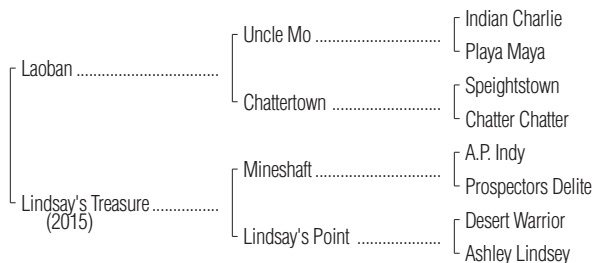 Indian Charlie
Uncle Mo ....................................
Playa Maya
Laoban ........................................
Speightstown
Chattertown ...............................
Chatter Chatter
A.P. Indy
Mineshaft ....................................
Prospectors Delite
Lindsay's Treasure ...................
(2015)
Desert Warrior
Lindsay's Point ........................
Ashley Lindsey